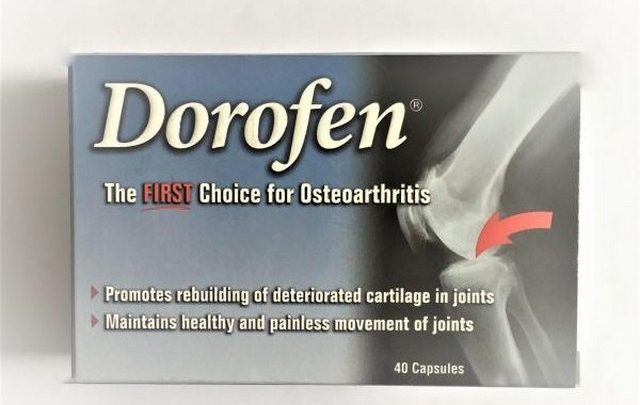 Dorofen®
The FIRST Choice for Osteoarthritis
Promotes rebuilding of deteriorated cartilage in joints
Maintains healthy and painless movement of joints
40 Capsules